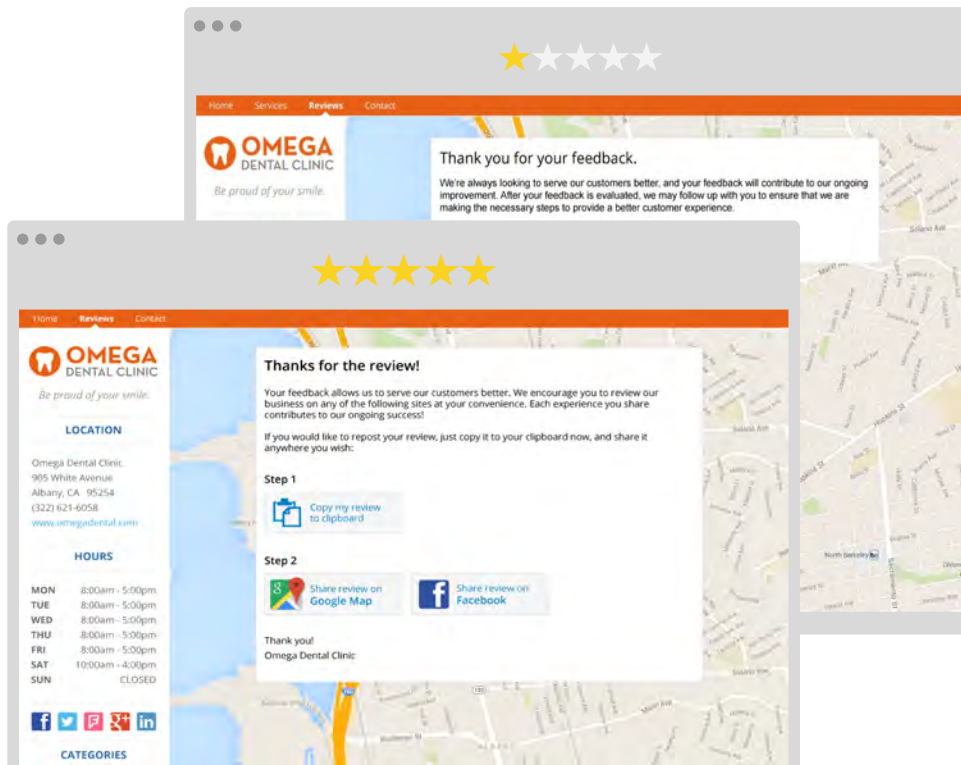 Home Services Reviews Contact
OMEGA
DENTAL CLINIC
Be proud of your smile.
Thank you for your feedback.
We're always looking to serve our customers better, and your feedback will contribute to our ongoing
improvement. After your feedback is evaluated, we may follow up with you to ensure that we are
making the necessary steps to provide a better customer experience.
Solano Ave
Home Reviews Contact
OMEGA
DENTAL CLINIC
Be proud of your smile.
LOCATION
Omega Dental Clinic
905 White Avenue
Albany, CA 95254
(322) 621-6058
www.omegadental.com
HOURS
MON 8:00am - 5:00pm
TUE 8:00am - 5:00pm
WED 8:00am - 5:00pm
THU 8:00am - 5:00pm
FRI 8:00am - 5:00pm
SAT 10:00am - 4:00pm
SUN CLOSED
CATEGORIES
Thanks for the review!
Your feedback allows us to serve our customers better. We encourage you to review our
business on any of the following sites at your convenience. Each experience you share
contributes to our ongoing success!
If you would like to repost your review, just copy it to your clipboard now, and share it
anywhere you wish:
Step 1
Copy my review
to clipboard
Step 2
Share review on
Google Map
Share review on
Facebook
Thank you!
Omega Dental Clinic
Solano Ave
Hopkins St
North Berkeley
Sacramento St